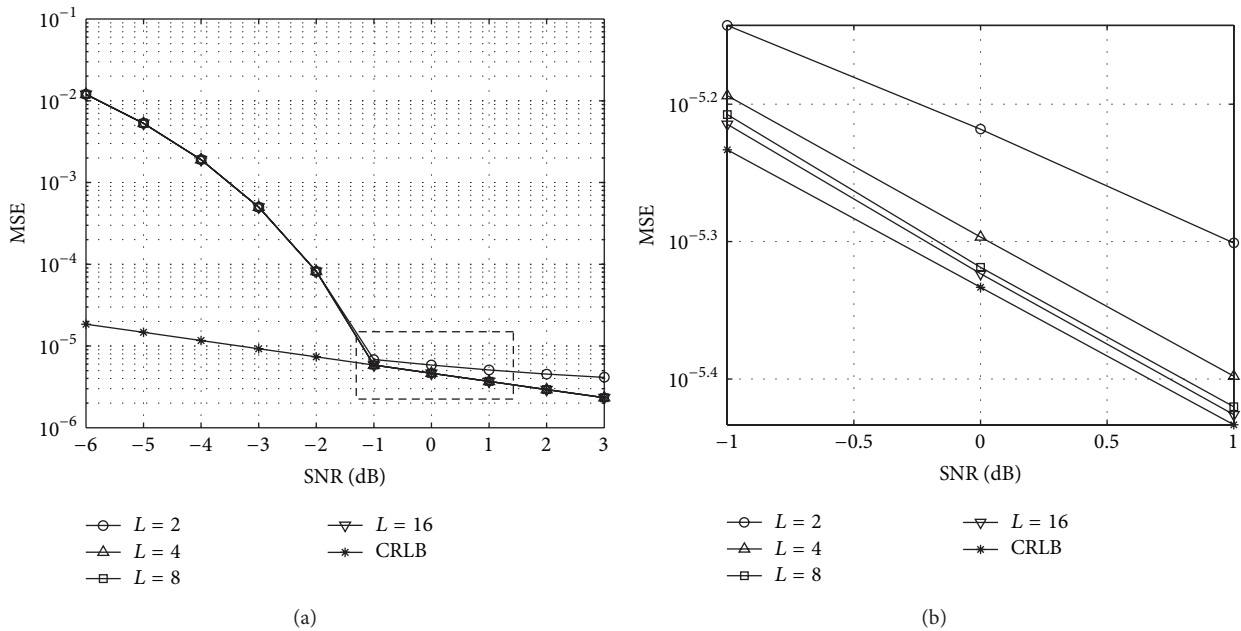 10⁻¹
10⁻²
10⁻³
10⁻⁴
10⁻⁵
10⁻⁶
MSE
−6 −5 −4 −3 −2 −1 0 1 2 3
SNR (dB)
L = 2
L = 4
L = 8
L = 16
CRLB
(a)
10⁻⁵·²
10⁻⁵·³
10⁻⁵·⁴
MSE
−1 −0.5 0 0.5 1
SNR (dB)
L = 2
L = 4
L = 8
L = 16
CRLB
(b)